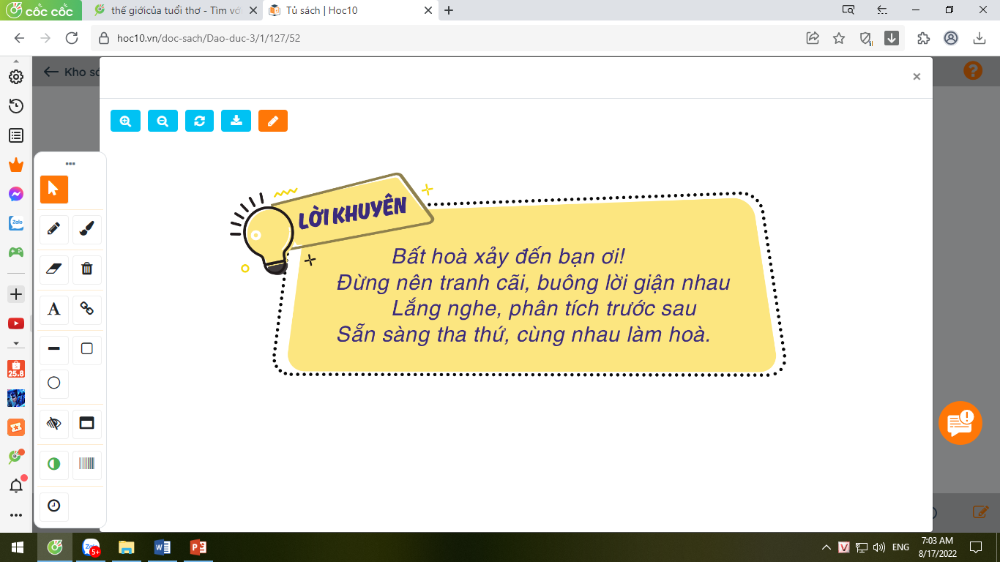 cốc cốc
thế giớicủa tuổi thơ - Tìm với
Tủ sách | Hoc10
hoc10.vn/doc-sach/Dao-duc-3/1/127/52
Kho sá
LỜI KHUYÊN
Bất hoà xảy đến bạn ơi!
Đừng nên tranh cãi, buông lời giận nhau
Lắng nghe, phân tích trước sau
Sẵn sàng tha thứ, cùng nhau làm hoà.
Zalo
A
25.8
5+
ENG
7:03 AM
8/17/2022